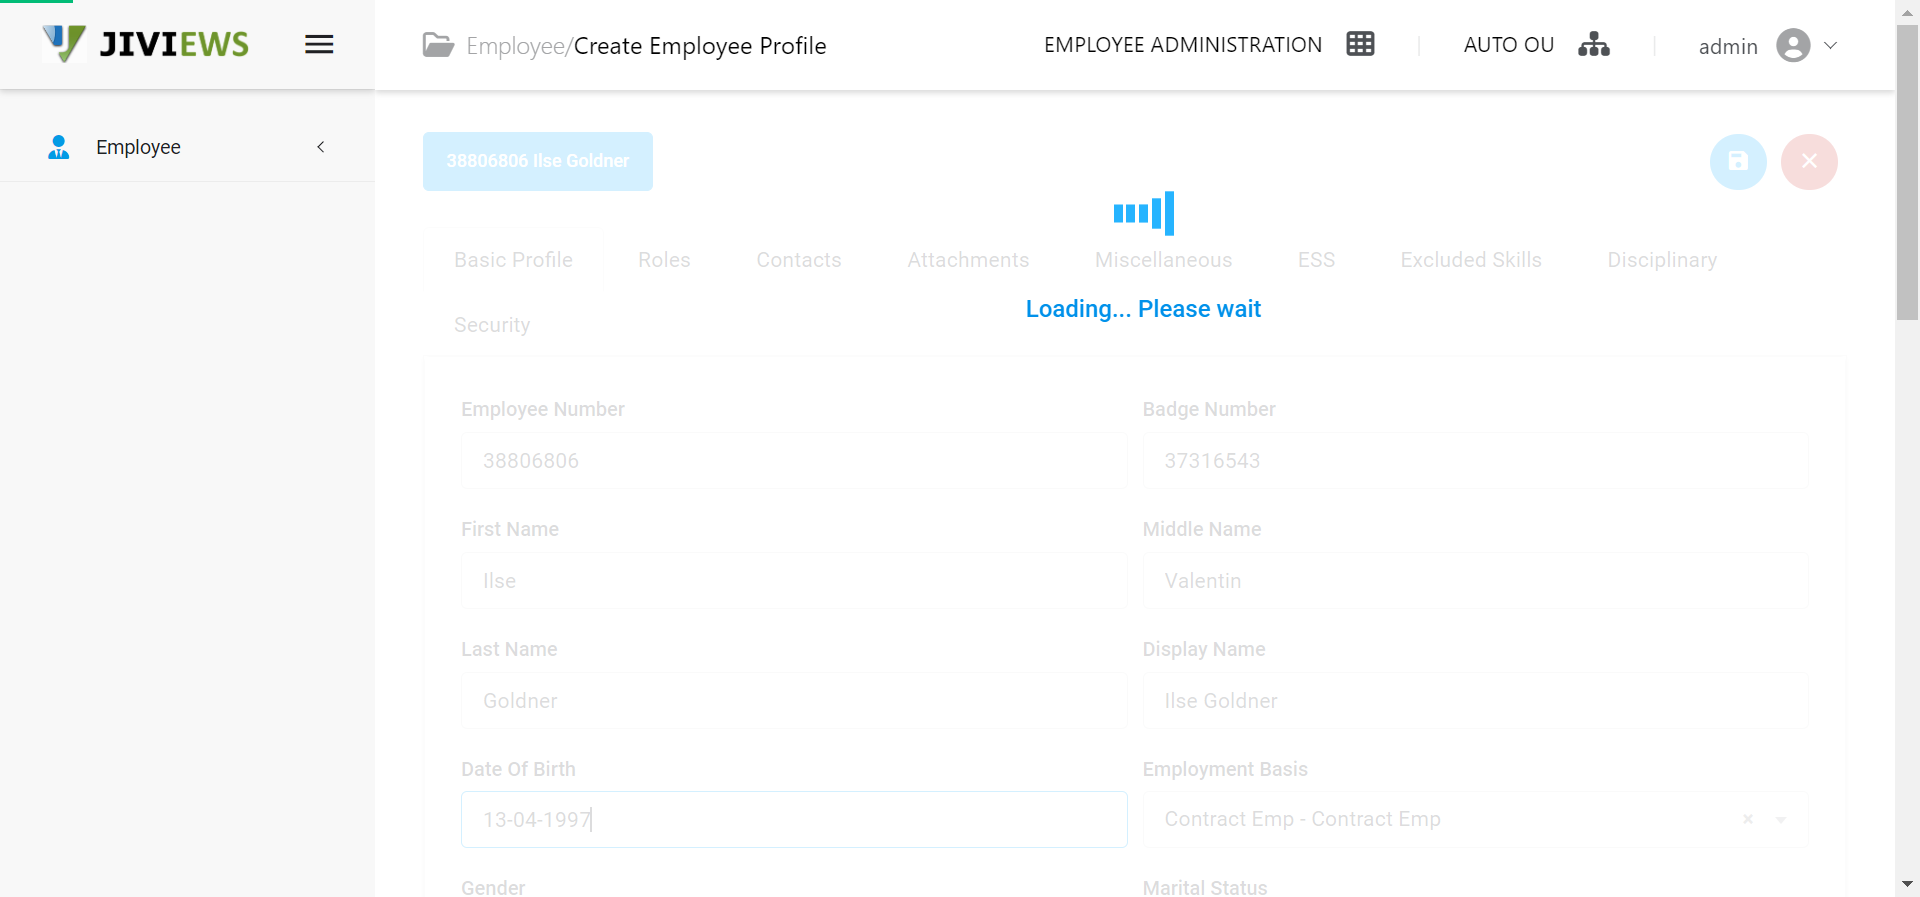 JIVIEWS
Employee/Create Employee Profile
EMPLOYEE ADMINISTRATION
AUTO OU
admin
Employee
38806806 Ilse Goldner
Basic Profile
Roles
Contacts
Attachments
Miscellaneous
ESS
Excluded Skills
Disciplinary
Loading... Please wait
Security
Employee Number
Badge Number
38806806
37316543
First Name
Middle Name
Ilse
Valentin
Last Name
Display Name
Goldner
Ilse Goldner
Date Of Birth
Employment Basis
13-04-1997
Contract Emp - Contract Emp
Gender
Marital Status